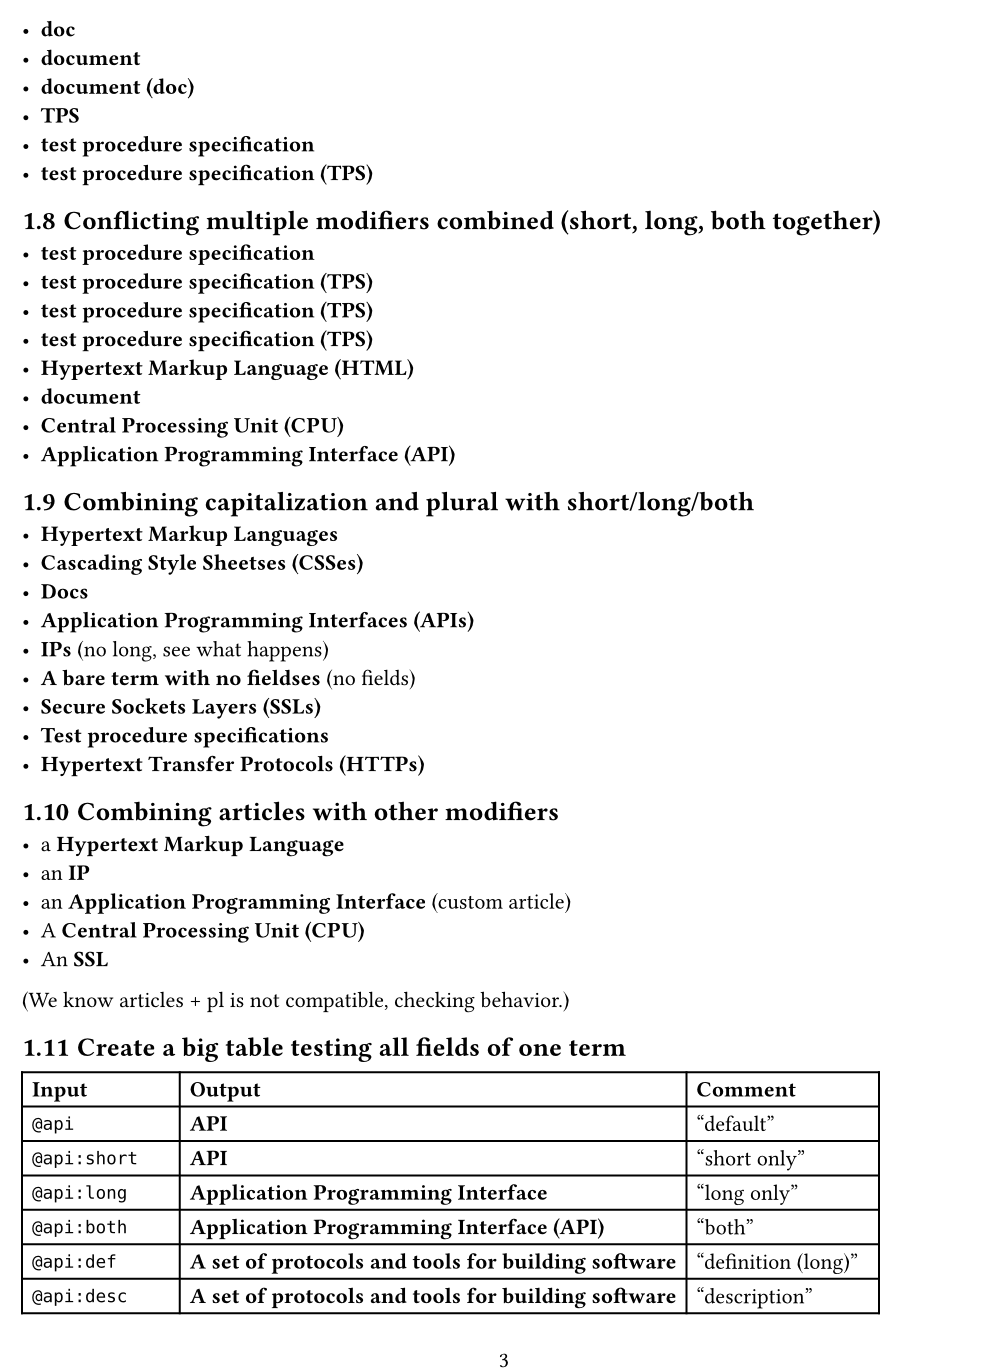 • doc
• document
• document (doc)
• TPS
• test procedure specification
• test procedure specification (TPS)
1.8 Conflicting multiple modifiers combined (short, long, both together)
• test procedure specification
• test procedure specification (TPS)
• test procedure specification (TPS)
• test procedure specification (TPS)
• Hypertext Markup Language (HTML)
• document
• Central Processing Unit (CPU)
• Application Programming Interface (API)
1.9 Combining capitalization and plural with short/long/both
• Hypertext Markup Languages
• Cascading Style Sheetses (CSSes)
• Docs
• Application Programming Interfaces (APIs)
• IPs (no long, see what happens)
• A bare term with no fieldses (no fields)
• Secure Sockets Layers (SSLs)
• Test procedure specifications
• Hypertext Transfer Protocols (HTTPs)
1.10 Combining articles with other modifiers
• a Hypertext Markup Language
• an IP
• an Application Programming Interface (custom article)
• A Central Processing Unit (CPU)
• An SSL
(We know articles + pl is not compatible, checking behavior.)
1.11 Create a big table testing all fields of one term
Input Output Comment
@api API “default”
@api:short API “short only”
@api:long Application Programming Interface “long only”
@api:both Application Programming Interface (API) “both”
@api:def A set of protocols and tools for building software “definition (long)”
@api:desc A set of protocols and tools for building software “description”
3